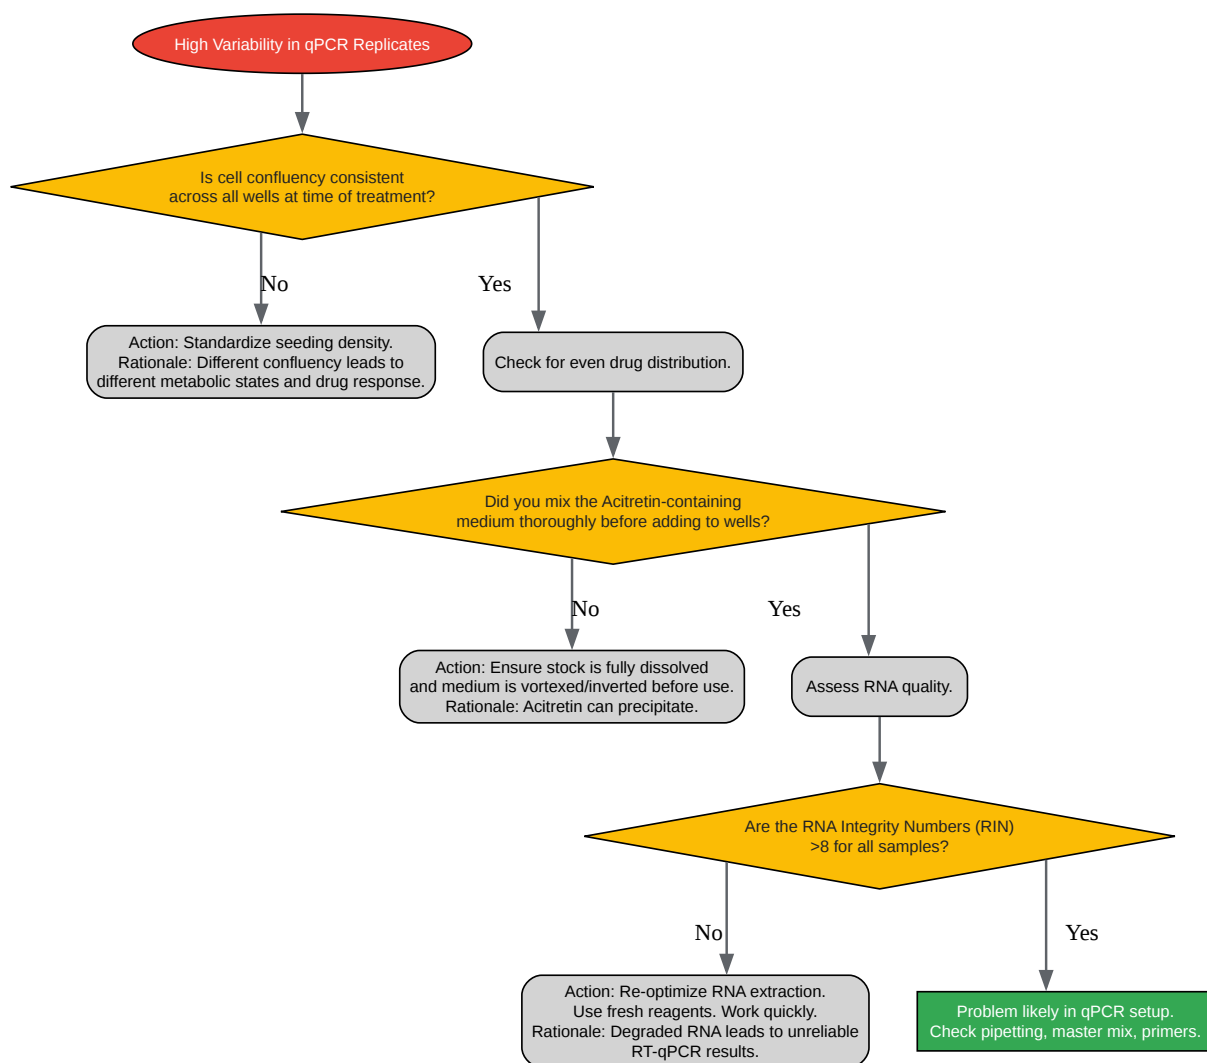 High Variability in qPCR Replicates
Is cell confluency consistent
across all wells at time of treatment?
No
Yes
Action: Standardize seeding density.
Rationale: Different confluency leads to
different metabolic states and drug response.
Check for even drug distribution.
Did you mix the Acitretin-containing
medium thoroughly before adding to wells?
No
Yes
Action: Ensure stock is fully dissolved
and medium is vortexed/inverted before use.
Rationale: Acitretin can precipitate.
Assess RNA quality.
Are the RNA Integrity Numbers (RIN)
>8 for all samples?
No
Yes
Action: Re-optimize RNA extraction.
Use fresh reagents. Work quickly.
Rationale: Degraded RNA leads to unreliable
RT-qPCR results.
Problem likely in qPCR setup.
Check pipetting, master mix, primers.